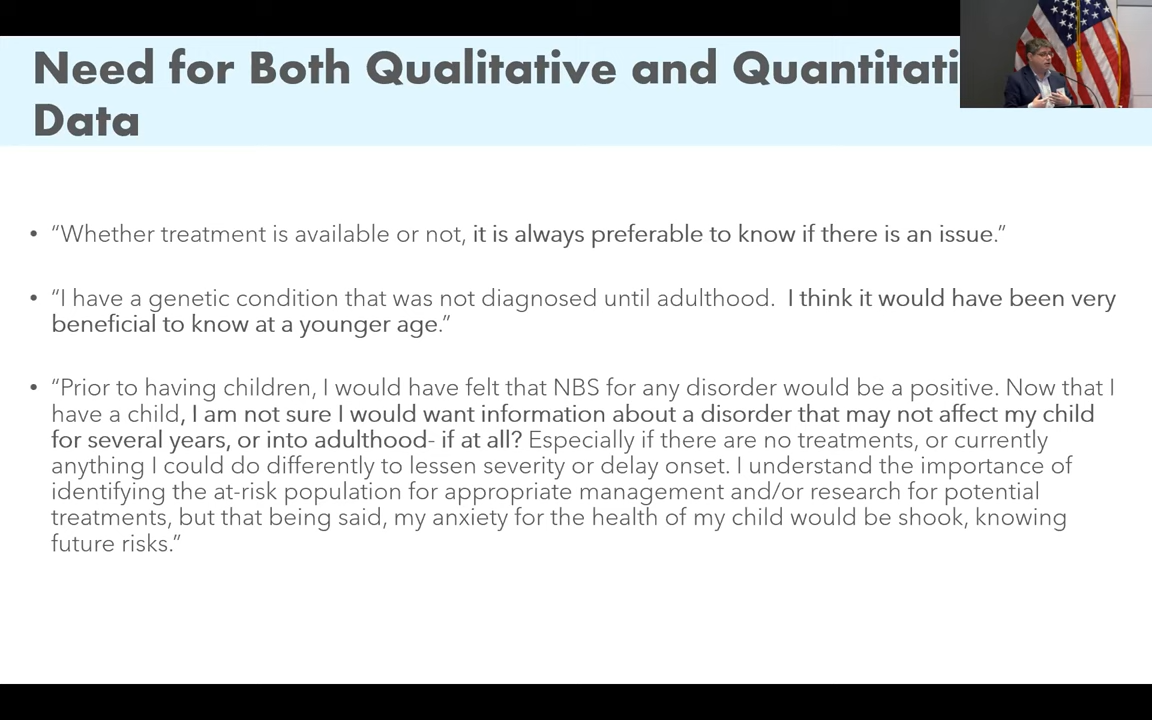 Need for Both Qualitative and Quantitati
Data
• “Whether treatment is available or not, it is always preferable to know if there is an issue.”
• “I have a genetic condition that was not diagnosed until adulthood.  I think it would have been very
beneficial to know at a younger age.”
• “Prior to having children, I would have felt that NBS for any disorder would be a positive. Now that I
have a child, I am not sure I would want information about a disorder that may not affect my child
for several years, or into adulthood- if at all? Especially if there are no treatments, or currently
anything I could do differently to lessen severity or delay onset. I understand the importance of
identifying the at-risk population for appropriate management and/or research for potential
treatments, but that being said, my anxiety for the health of my child would be shook, knowing
future risks.”